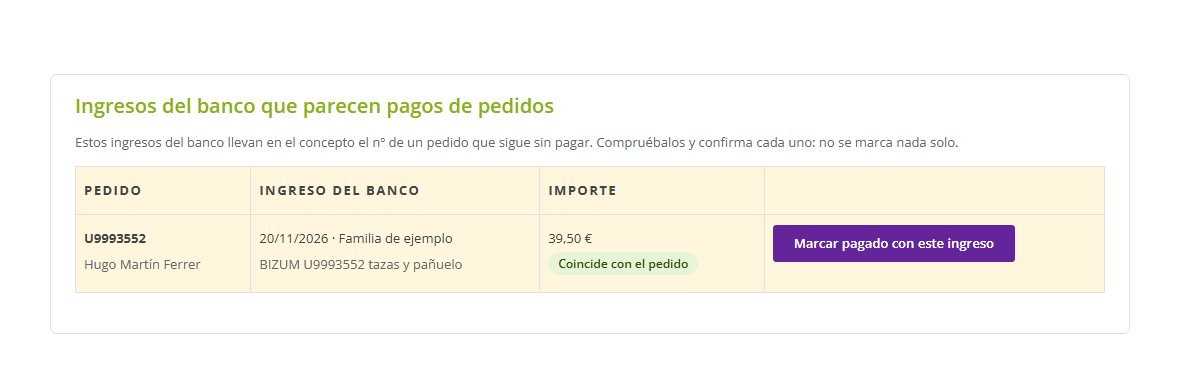 Ingresos del banco que parecen pagos de pedidos
Estos ingresos del banco llevan en el concepto el nº de un pedido que sigue sin pagar. Compruébalos y confirma cada uno: no se marca nada solo.
PEDIDO INGRESO DEL BANCO IMPORTE
U9993552 20/11/2026 · Familia de ejemplo 39,50 € Marcar pagado con este ingreso
Hugo Martín Ferrer BIZUM U9993552 tazas y pañuelo Coincide con el pedido